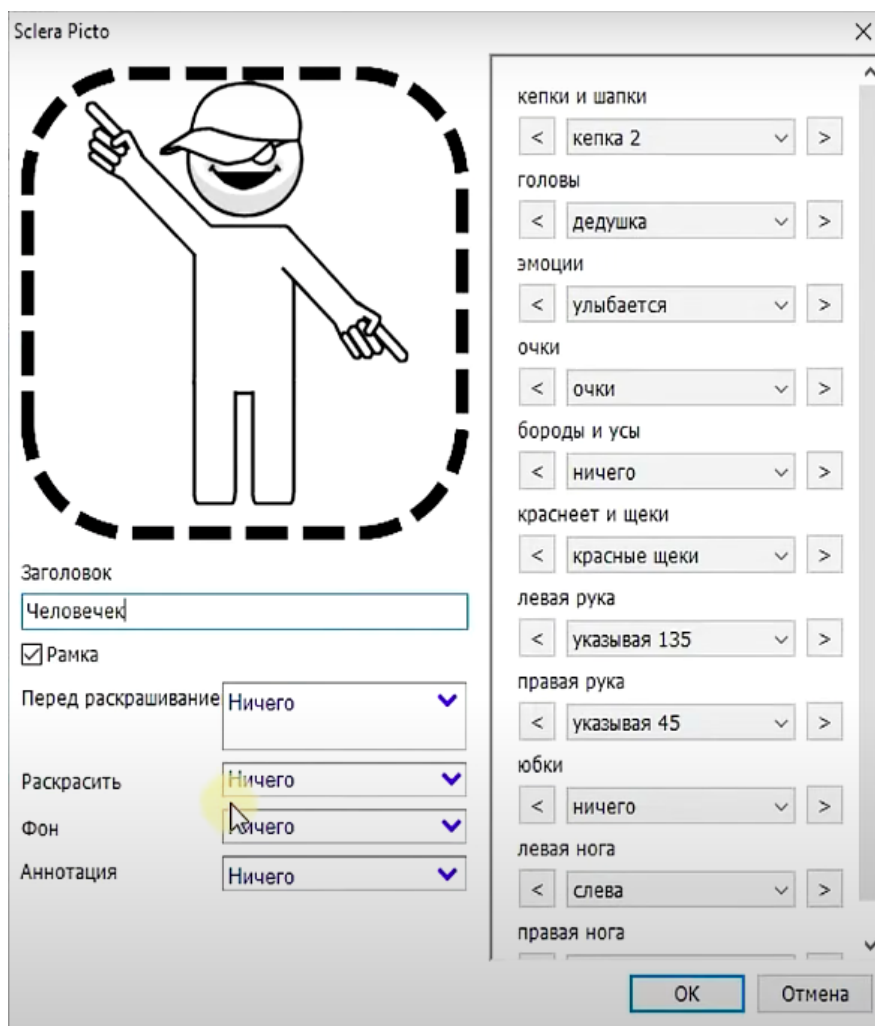 Sclera Picto
Заголовок
Человечек
Рамка
Перед раскрашивание
Ничего
Раскрасить
Ничего
Фон
Ничего
Аннотация
Ничего
кепки и шапки
< кепка 2 >
головы
< дедушка >
эмоции
< улыбается >
очки
< очки >
бороды и усы
< ничего >
краснеет и щеки
< красные щеки >
левая рука
< указывая 135 >
правая рука
< указывая 45 >
юбки
< ничего >
левая нога
< слева >
правая нога
OK
Отмена